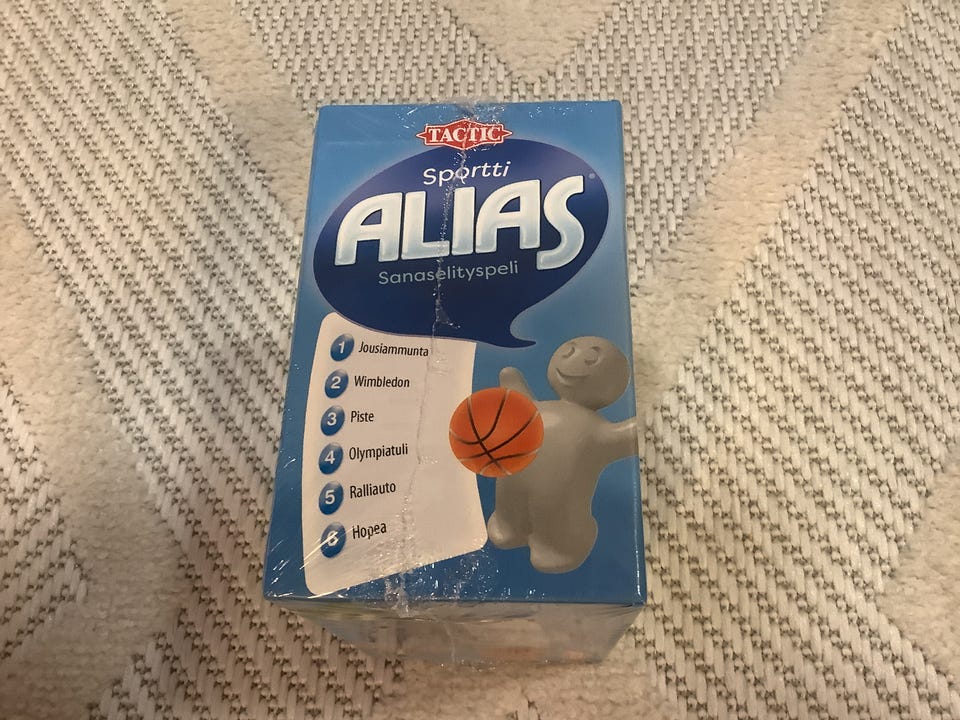 TACTIC
Sportti
ALIAS®
Sanaselityspeli
1 Jousiammunta
2 Wimbledon
3 Piste
4 Olympiatuli
5 Ralliauto
6 Hopea